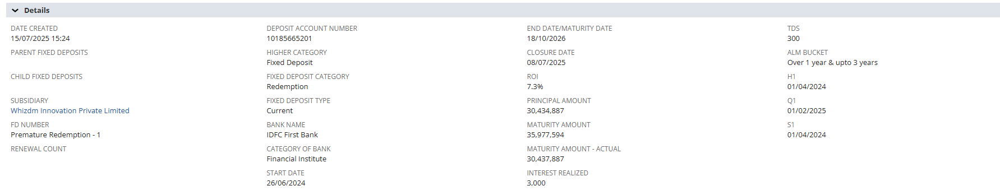 Details
DATE CREATED
15/07/2025 15:24
PARENT FIXED DEPOSITS
CHILD FIXED DEPOSITS
SUBSIDIARY
Whizdm Innovation Private Limited
FD NUMBER
Premature Redemption - 1
RENEWAL COUNT
DEPOSIT ACCOUNT NUMBER
10185665201
HIGHER CATEGORY
Fixed Deposit
FIXED DEPOSIT CATEGORY
Redemption
FIXED DEPOSIT TYPE
Current
BANK NAME
IDFC First Bank
CATEGORY OF BANK
Financial Institute
START DATE
26/06/2024
END DATE/MATURITY DATE
18/10/2026
CLOSURE DATE
08/07/2025
ROI
7.3%
PRINCIPAL AMOUNT
30,434,887
MATURITY AMOUNT
35,977,594
MATURITY AMOUNT - ACTUAL
30,437,887
INTEREST REALIZED
3,000
TDS
300
ALM BUCKET
Over 1 year & upto 3 years
H1
01/04/2024
Q1
01/02/2025
S1
01/04/2024